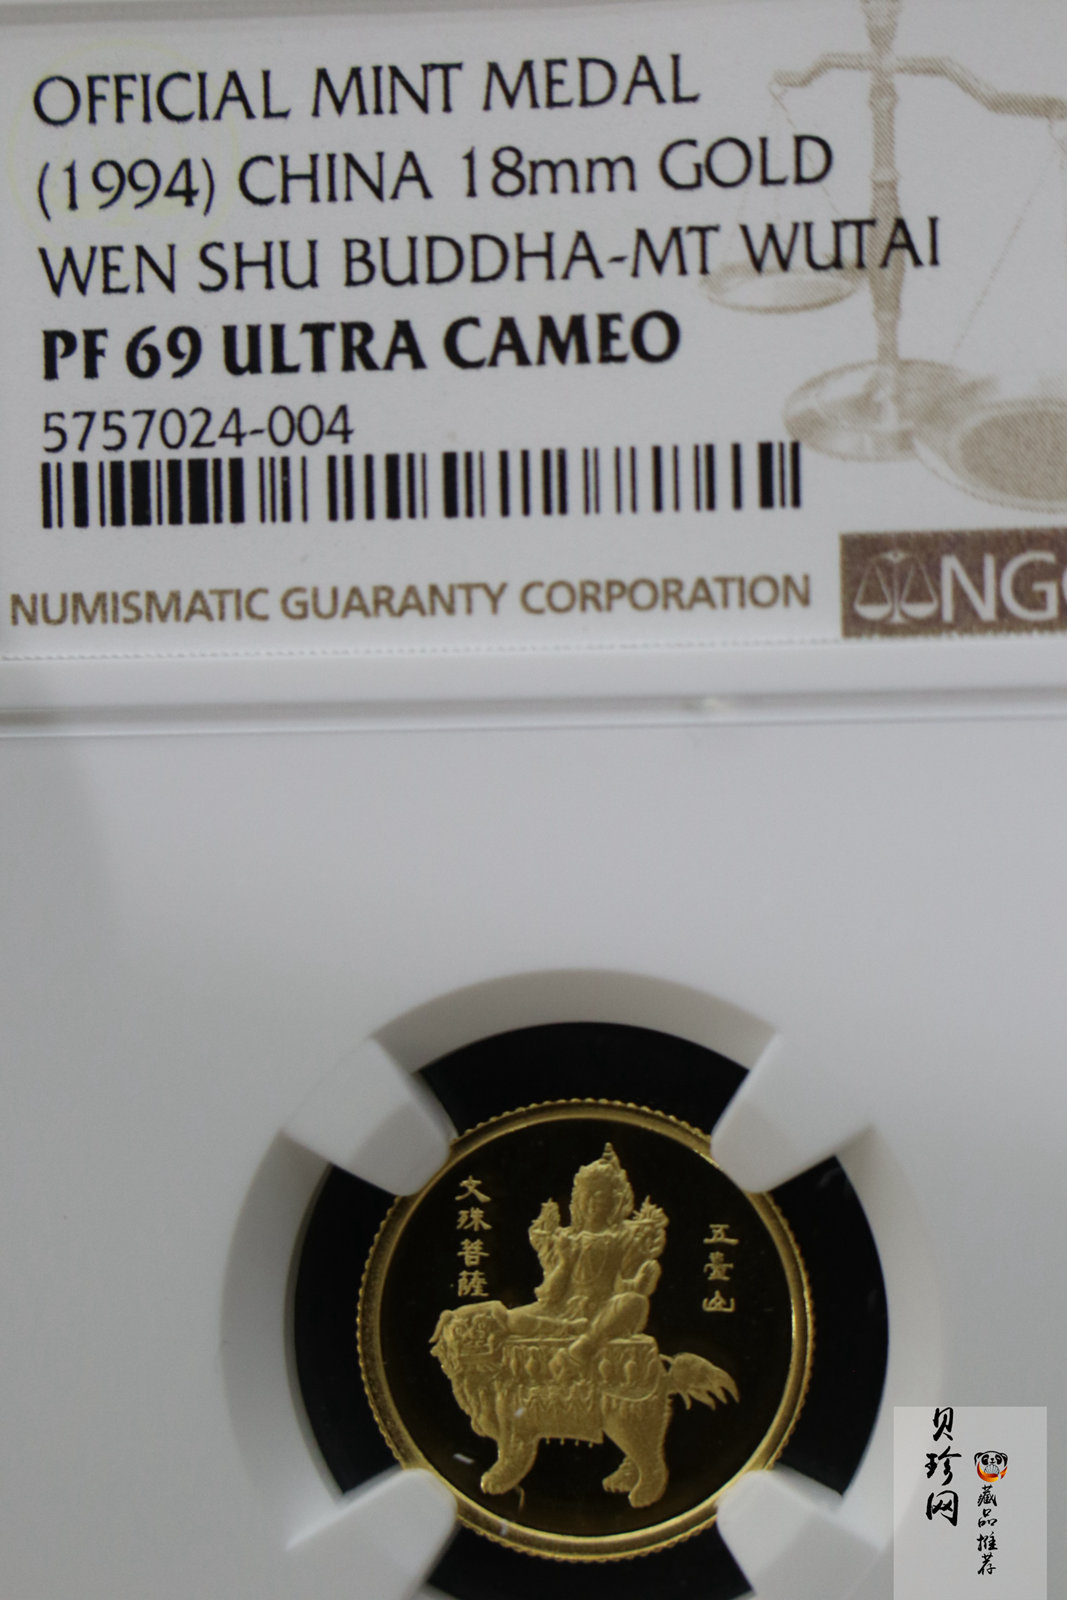 OFFICIAL MINT MEDAL
(1994) CHINA 18mm GOLD
WEN SHU BUDDHA-MT WUTAI
PF 69 ULTRA CAMEO
5757024-004
NUMISMATIC GUARANTY CORPORATION
NG
文殊菩薩
五臺山
贝珍网
藏品推荐